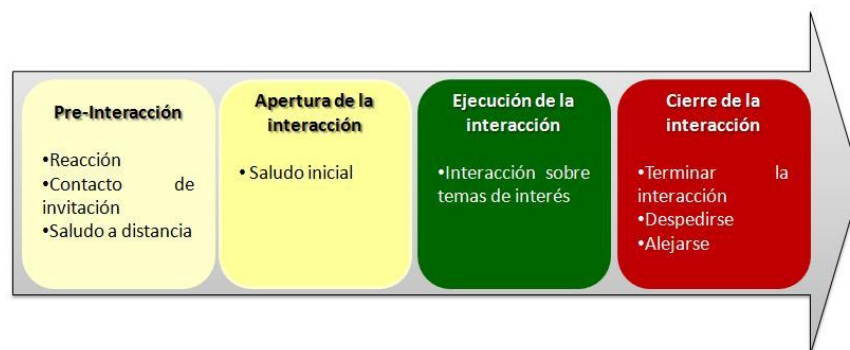 Pre-Interacción
•Reacción
•Contacto de
invitación
•Saludo a distancia
Apertura de la
interacción
• Saludo inicial
Ejecución de la
interacción
•Interacción sobre
temas de interés
Cierre de la
interacción
•Terminar la
interacción
•Despedirse
•Alejarse